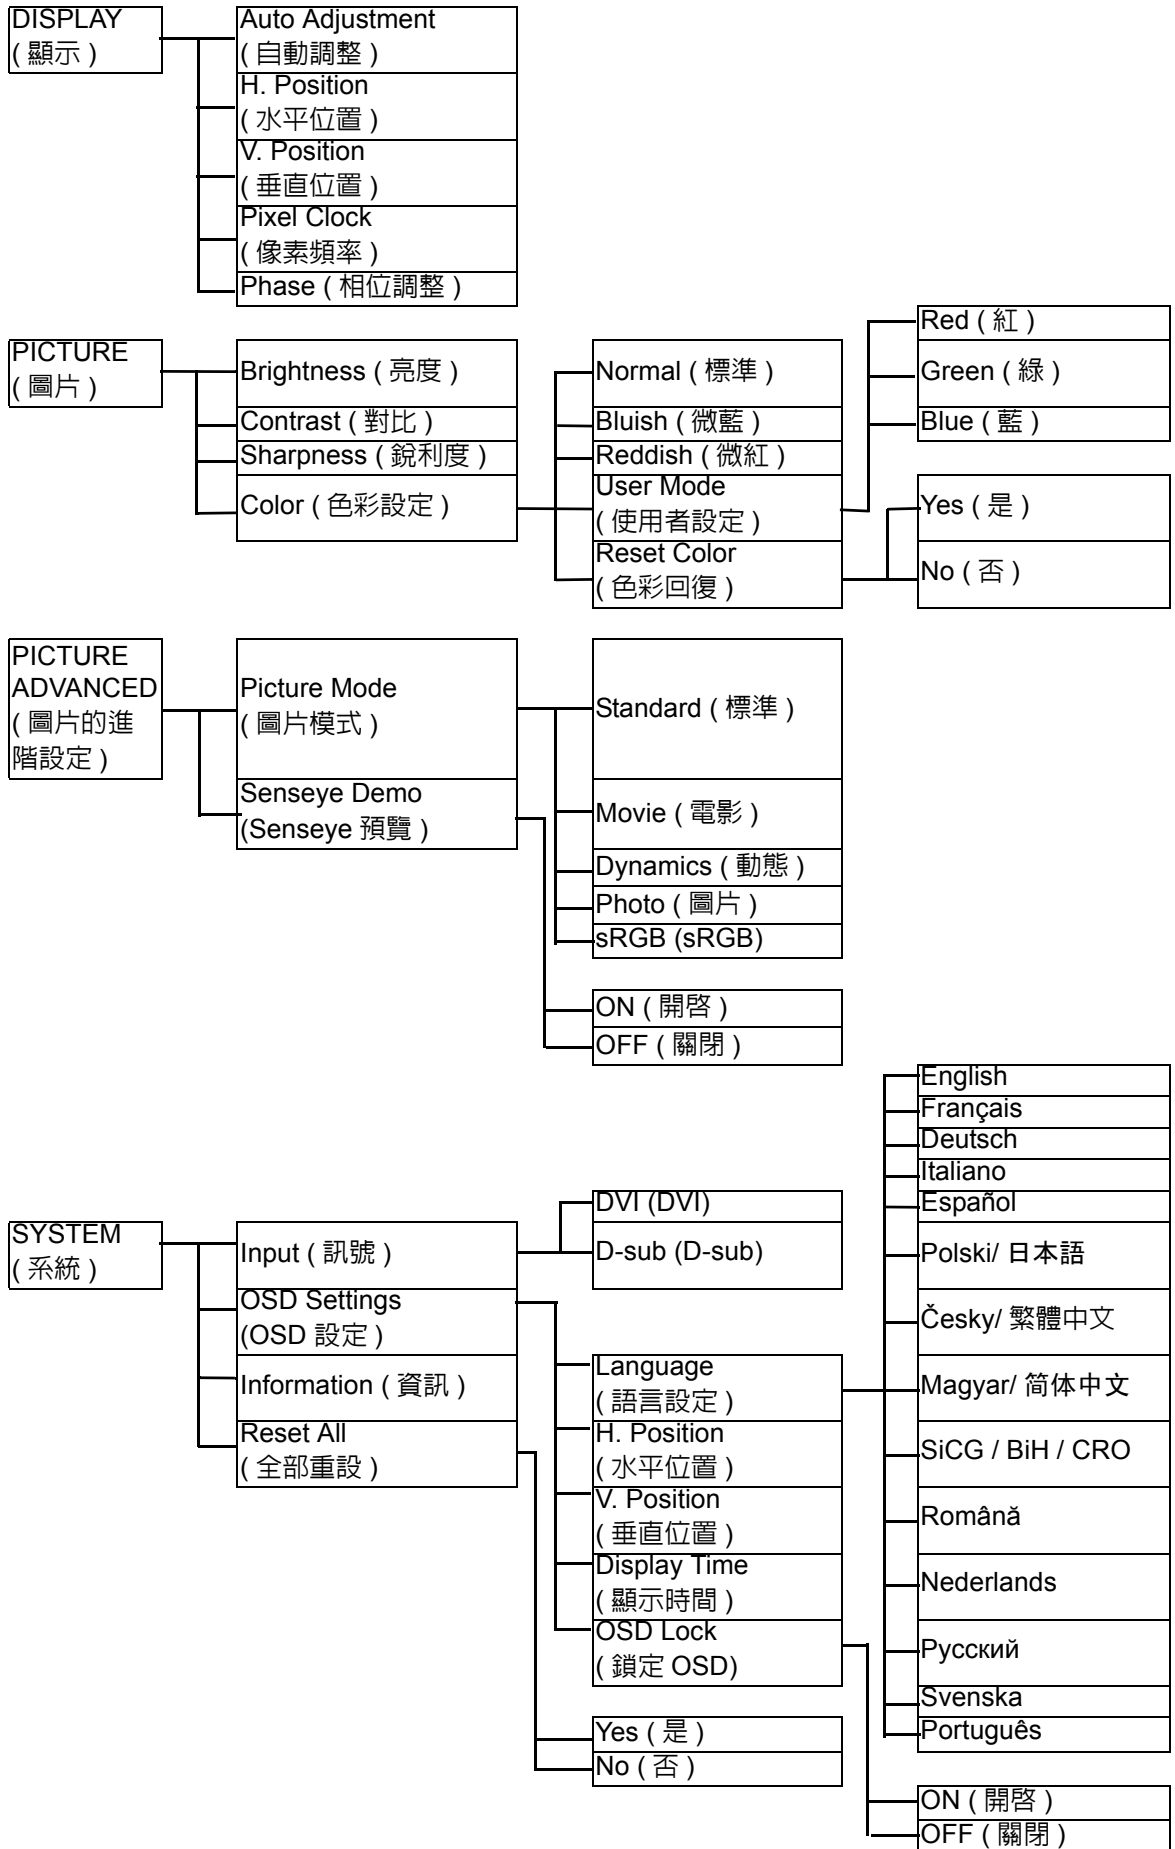 DISPLAY
( 顯示 )
Auto Adjustment
( 自動調整 )
H. Position
( 水平位置 )
V. Position
( 垂直位置 )
Pixel Clock
( 像素頻率 )
Phase ( 相位調整 )
PICTURE
( 圖片 )
Brightness ( 亮度 )
Contrast ( 對比 )
Sharpness ( 銳利度 )
Color ( 色彩設定 )
Normal ( 標準 )
Bluish ( 微藍 )
Reddish ( 微紅 )
User Mode
( 使用者設定 )
Reset Color
( 色彩回復 )
Red ( 紅 )
Green ( 綠 )
Blue ( 藍 )
Yes ( 是 )
No ( 否 )
PICTURE
ADVANCED
( 圖片的進
階設定 )
Picture Mode
( 圖片模式 )
Senseye Demo
(Senseye 預覽 )
Standard ( 標準 )
Movie ( 電影 )
Dynamics ( 動態 )
Photo ( 圖片 )
sRGB (sRGB)
ON ( 開啓 )
OFF ( 關閉 )
SYSTEM
( 系統 )
Input ( 訊號 )
OSD Settings
(OSD 設定 )
Information ( 資訊 )
Reset All
( 全部重設 )
DVI (DVI)
D-sub (D-sub)
Language
( 語言設定 )
H. Position
( 水平位置 )
V. Position
( 垂直位置 )
Display Time
( 顯示時間 )
OSD Lock
( 鎖定 OSD)
Yes ( 是 )
No ( 否 )
English
Français
Deutsch
Italiano
Español
Polski/ 日本語
Česky/ 繁體中文
Magyar/ 简体中文
SiCG / BiH / CRO
Română
Nederlands
Русский
Svenska
Português
ON ( 開啓 )
OFF ( 關閉 )